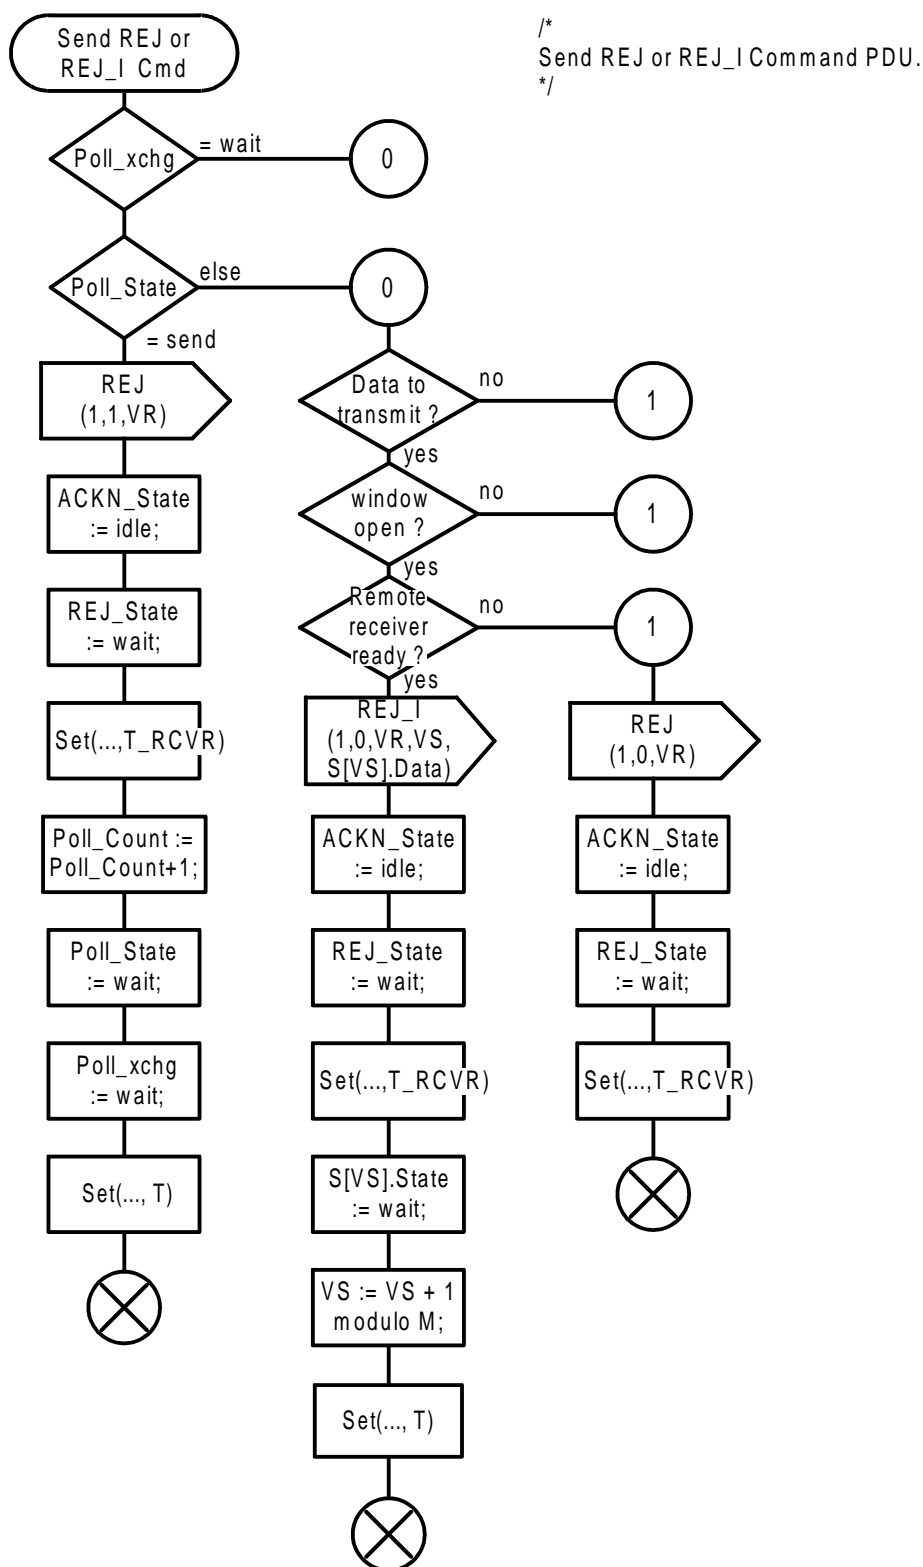 Send REJ or
REJ_I Cmd
/*
Send REJ or REJ_I Command PDU.
*/
Poll_xchg
= wait
0
Poll_State
else
0
= send
REJ
(1,1,VR)
ACKN_State
:= idle;
REJ_State
:= wait;
Set(...,T_RCVR)
Poll_Count :=
Poll_Count+1;
Poll_State
:= wait;
Poll_xchg
:= wait;
Set(..., T)
Data to
transmit ?
no
1
yes
window
open ?
no
1
yes
Remote
receiver
ready ?
no
1
yes
REJ_I
(1,0,VR,VS,
S[VS].Data)
ACKN_State
:= idle;
REJ_State
:= wait;
Set(...,T_RCVR)
S[VS].State
:= wait;
VS := VS + 1
modulo M;
Set(..., T)
REJ
(1,0,VR)
ACKN_State
:= idle;
REJ_State
:= wait;
Set(...,T_RCVR)